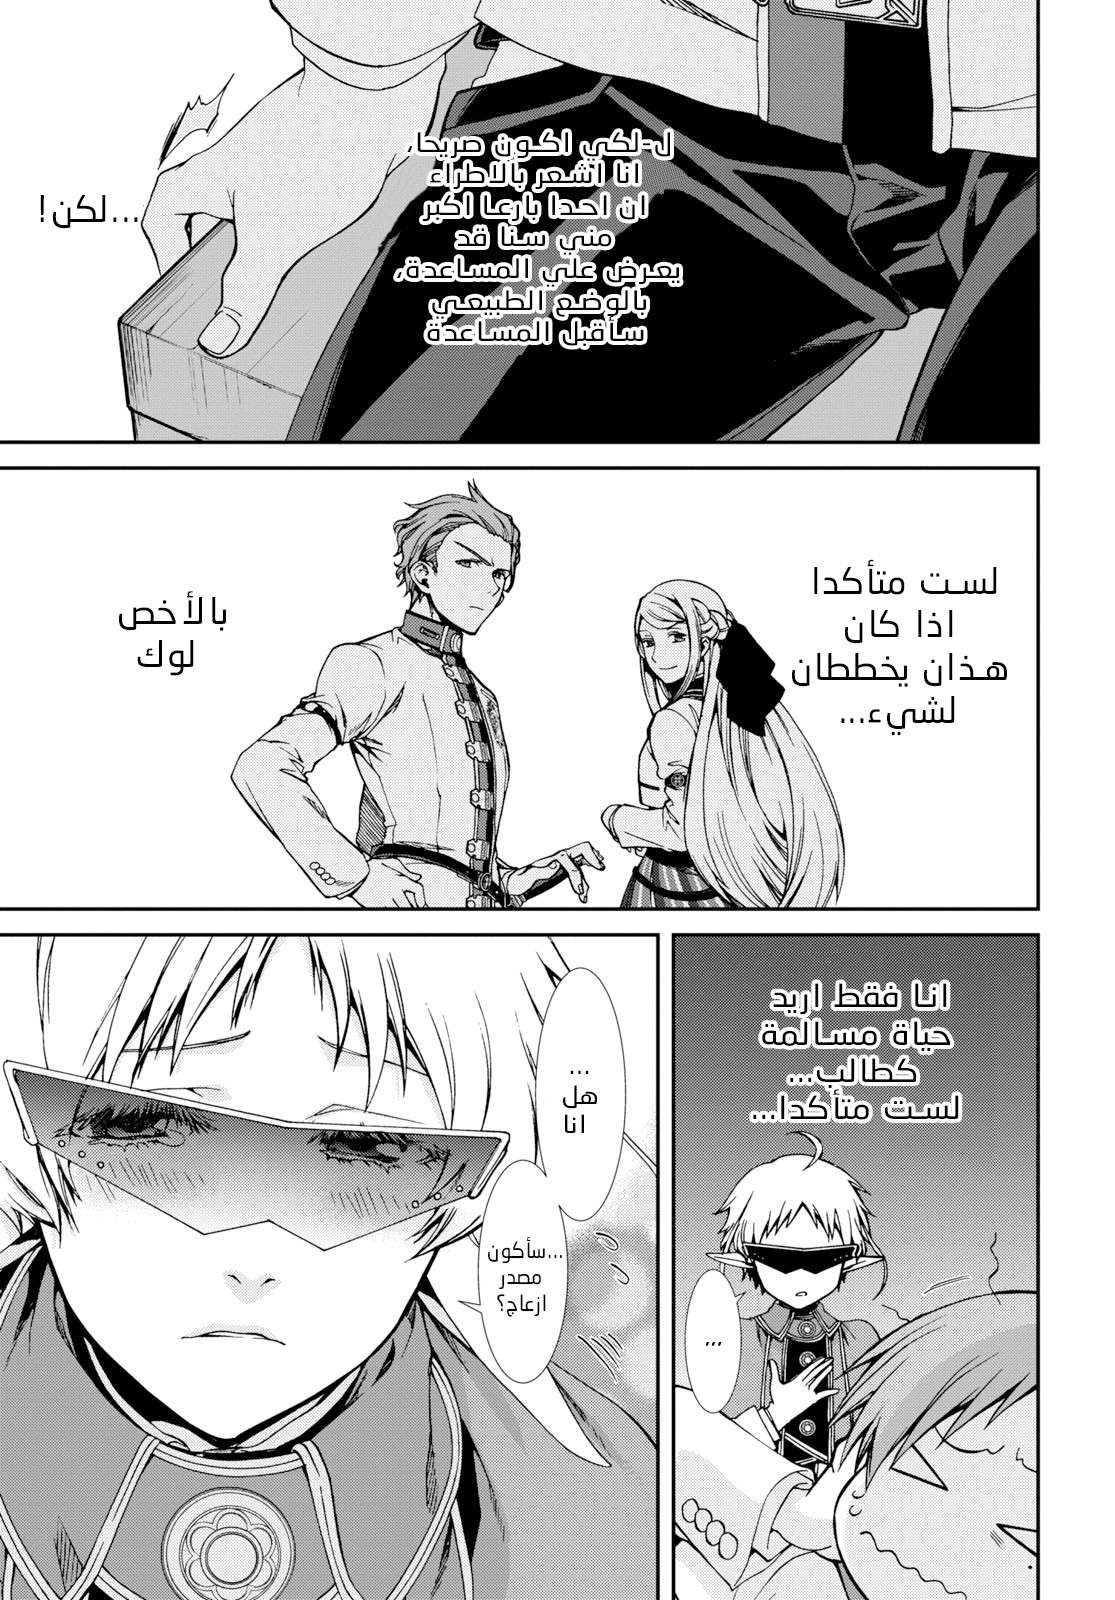 ل-لكي اكون صريحا،
انا اشعر بالاطراء
ان احدا بارعا اكبر
مني سنا قد
يعرض علي المساعدة،
بالوضع الطبيعي
سأقبل المساعدة
...لكن!
لست متأكدا
اذا كان
هذان يخططان
لشيء...
بالأخص
لوك
انا فقط اريد
حياة مسالمة
كطالب...
لست متأكدا...
...
...
هل
انا
...سأكون
مصدر
ازعاج؟